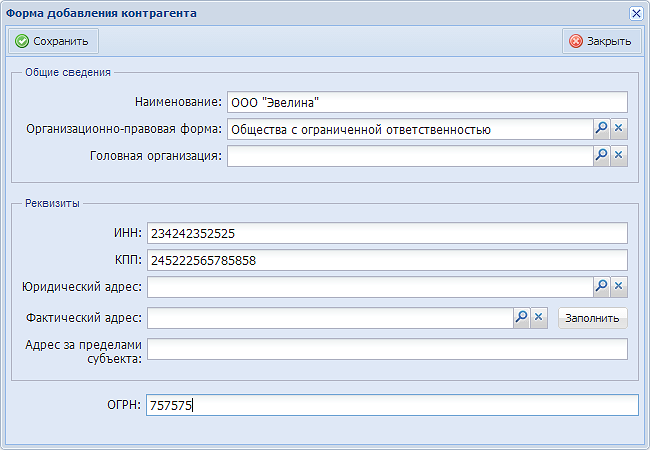 Форма добавления контрагента
Сохранить Закрыть
Общие сведения
Наименование: ООО "Эвелина"
Организационно-правовая форма: Общества с ограниченной ответственностью
Головная организация:
Реквизиты
ИНН: 234242352525
КПП: 245222565785858
Юридический адрес:
Фактический адрес: Заполнить
Адрес за пределами
субъекта:
ОГРН: 757575